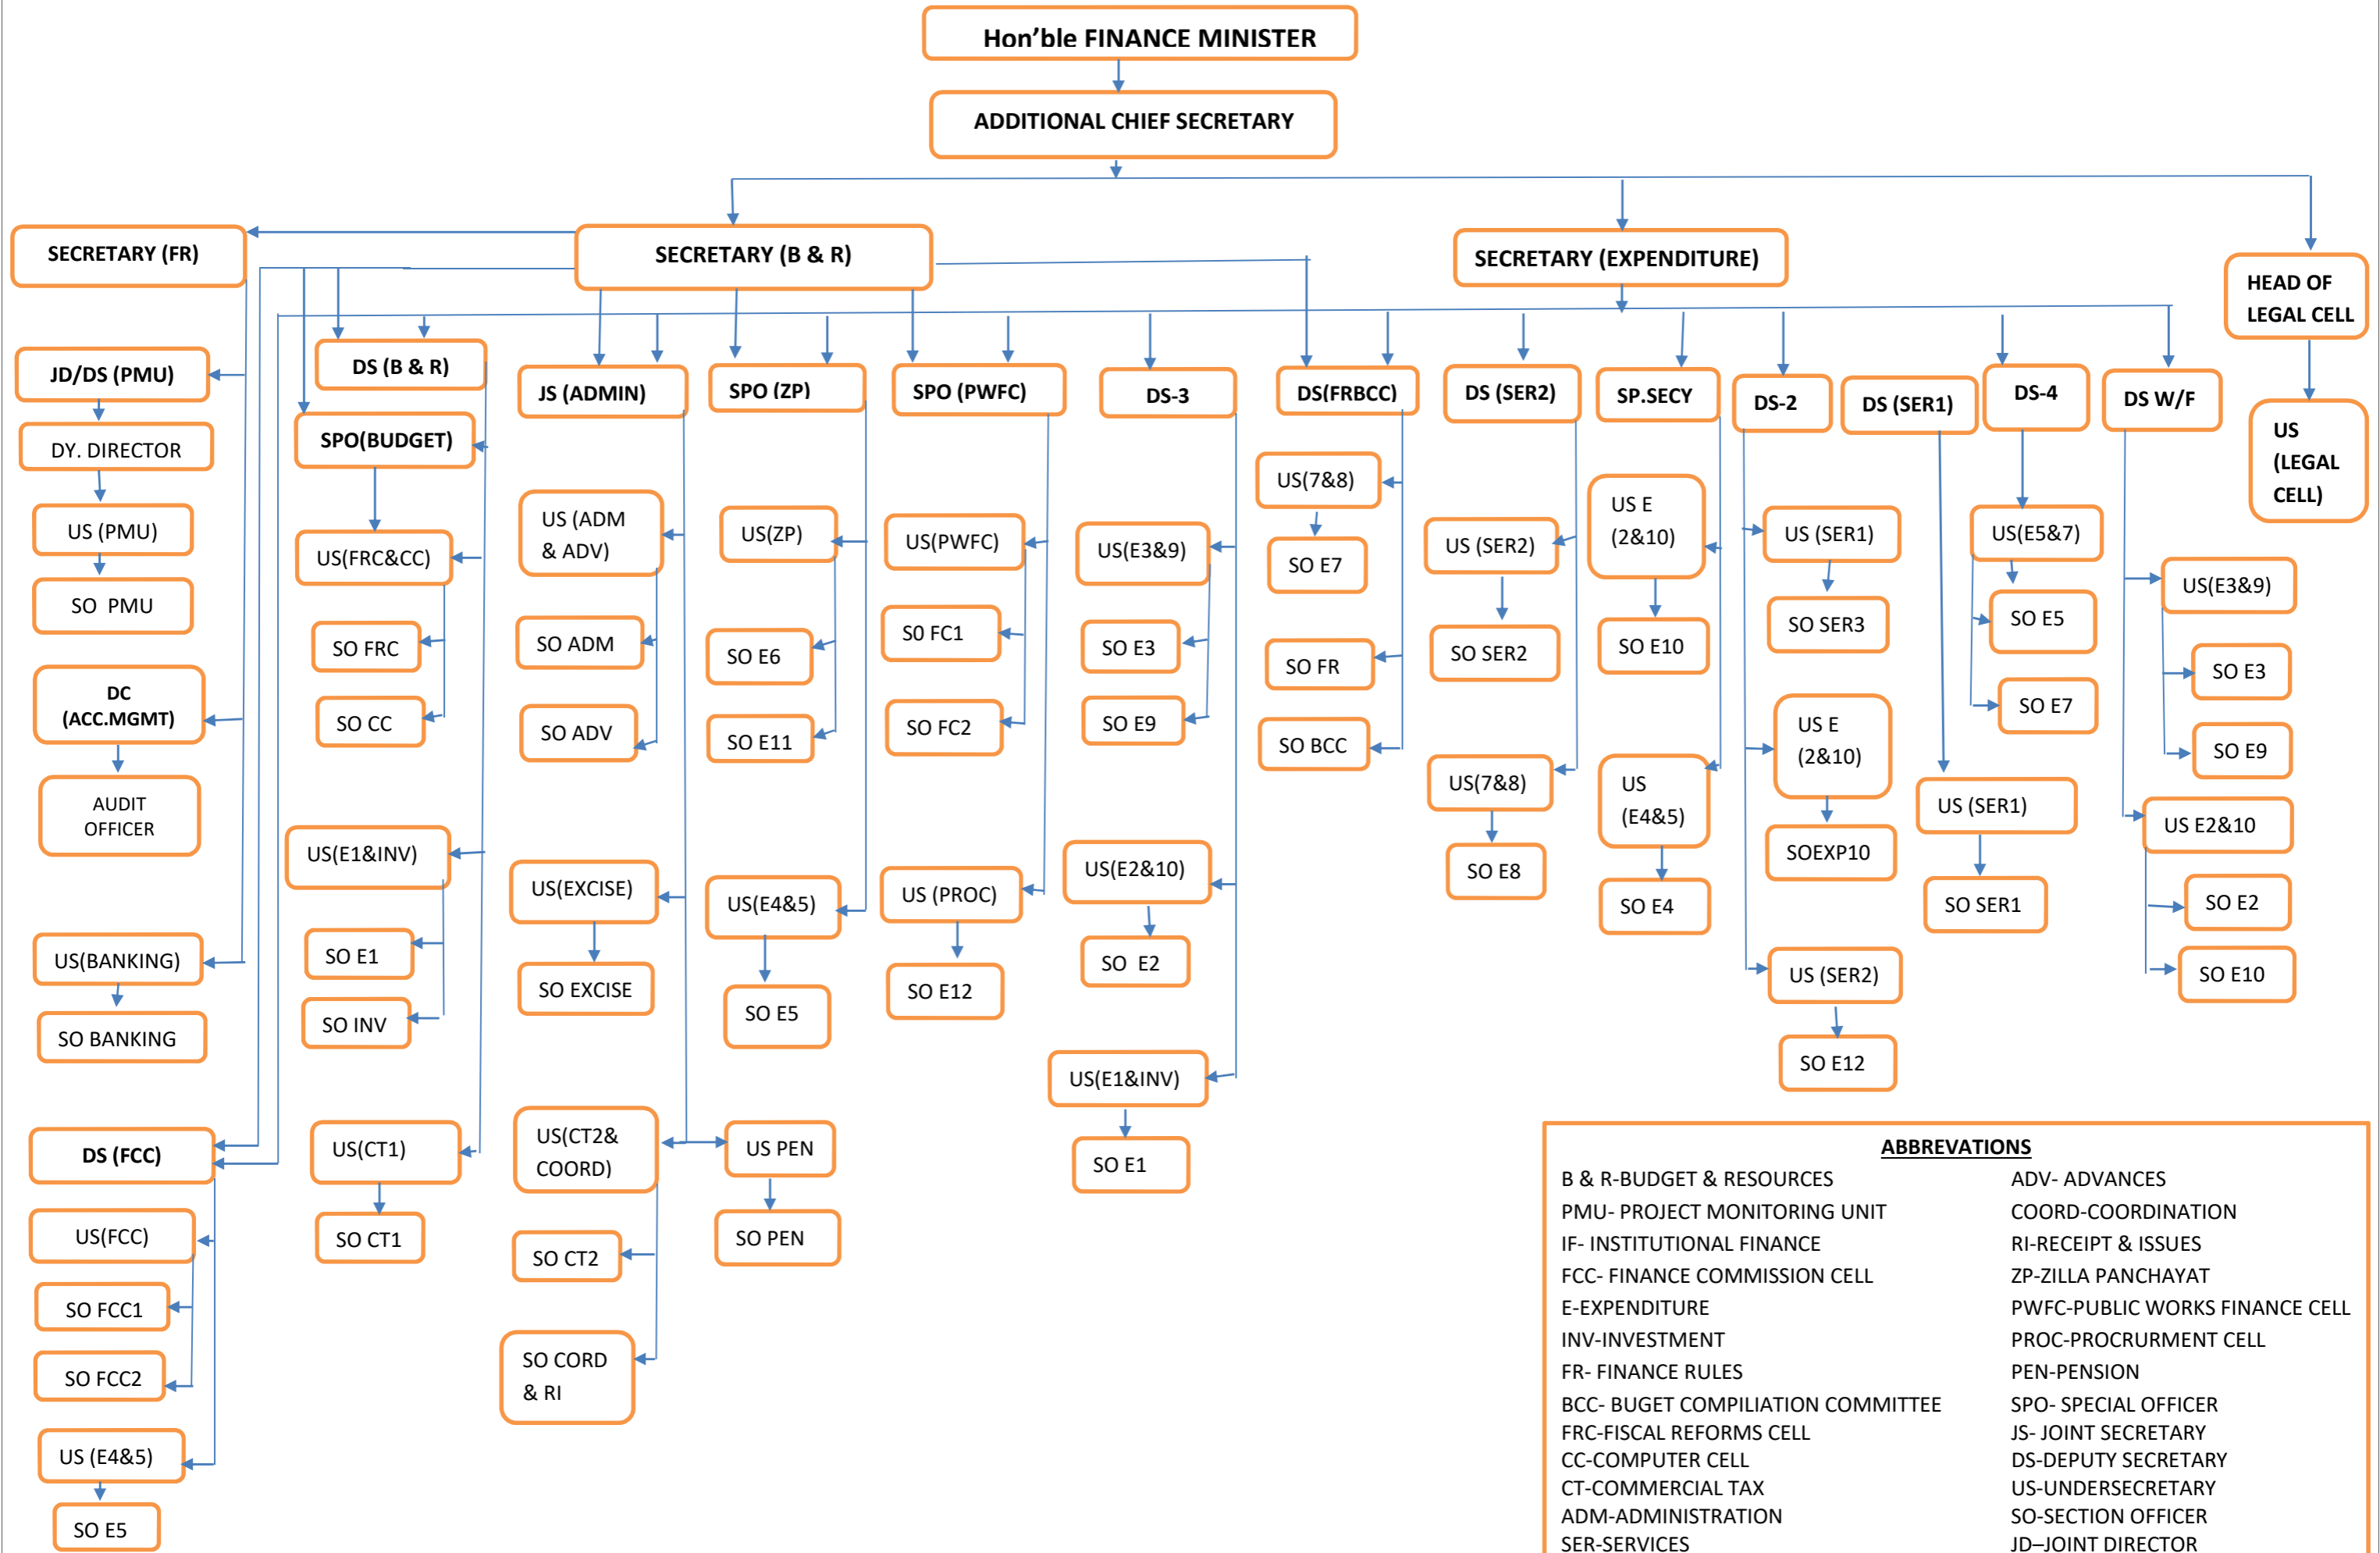 Hon’ble FINANCE MINISTER
ADDITIONAL CHIEF SECRETARY
SECRETARY (FR)
SECRETARY (B & R)
SECRETARY (EXPENDITURE)
HEAD OF
LEGAL CELL
US
(LEGAL
CELL)
JD/DS (PMU)
DY. DIRECTOR
US (PMU)
SO PMU
DC
(ACC.MGMT)
AUDIT
OFFICER
US(BANKING)
SO BANKING
DS (FCC)
US(FCC)
SO FCC1
SO FCC2
US (E4&5)
SO E5
DS (B & R)
SPO(BUDGET)
US(FRC&CC)
SO FRC
SO CC
US(E1&INV)
SO E1
SO INV
US(CT1)
SO CT1
JS (ADMIN)
US (ADM
& ADV)
SO ADM
SO ADV
US(EXCISE)
SO EXCISE
US(CT2&
COORD)
SO CT2
SO CORD
& RI
US PEN
SO PEN
SPO (ZP)
US(ZP)
SO E6
SO E11
US(E4&5)
SO E5
SPO (PWFC)
US(PWFC)
S0 FC1
SO FC2
US (PROC)
SO E12
DS-3
US(E3&9)
SO E3
SO E9
US(E2&10)
SO E2
US(E1&INV)
SO E1
DS(FRBCC)
US(7&8)
SO E7
SO FR
SO BCC
DS (SER2)
US (SER2)
SO SER2
US(7&8)
SO E8
SP.SECY
US E
(2&10)
SO E10
US
(E4&5)
SO E4
DS-2
US (SER1)
SO SER3
US E
(2&10)
SOEXP10
US (SER2)
SO E12
DS (SER1)
US (SER1)
SO SER1
DS-4
US(E5&7)
SO E5
SO E7
DS W/F
US(E3&9)
SO E3
SO E9
US E2&10
SO E2
SO E10
ABBREVATIONS
B & R-BUDGET & RESOURCES
PMU- PROJECT MONITORING UNIT
IF- INSTITUTIONAL FINANCE
FCC- FINANCE COMMISSION CELL
E-EXPENDITURE
INV-INVESTMENT
FR- FINANCE RULES
BCC- BUGET COMPILIATION COMMITTEE
FRC-FISCAL REFORMS CELL
CC-COMPUTER CELL
CT-COMMERCIAL TAX
ADM-ADMINISTRATION
SER-SERVICES
ADV- ADVANCES
COORD-COORDINATION
RI-RECEIPT & ISSUES
ZP-ZILLA PANCHAYAT
PWFC-PUBLIC WORKS FINANCE CELL
PROC-PROCRURMENT CELL
PEN-PENSION
SPO- SPECIAL OFFICER
JS- JOINT SECRETARY
DS-DEPUTY SECRETARY
US-UNDERSECRETARY
SO-SECTION OFFICER
JD–JOINT DIRECTOR